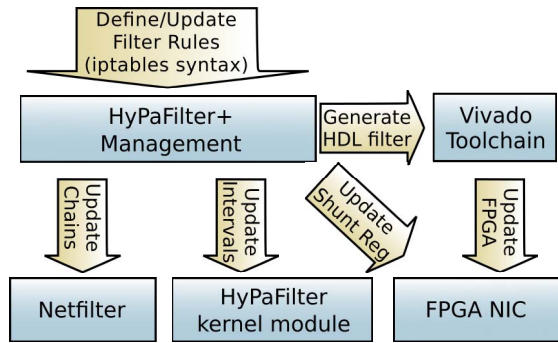 Define/Update
Filter Rules
(iptables syntax)
HyPaFilter+
Management
Generate
HDL filter
Vivado
Toolchain
Update
Chains
Update
Intervals
Update
Shunt Reg
Update
FPGA
Netfilter
HyPaFilter
kernel module
FPGA NIC